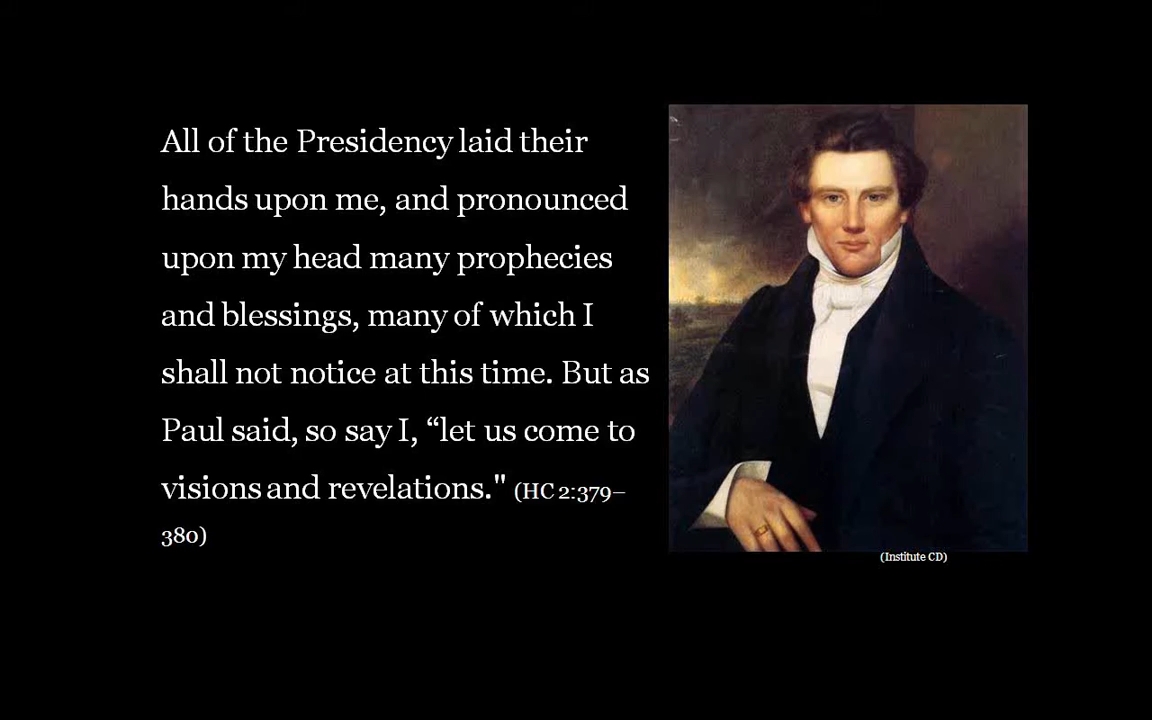 All of the Presidency laid their
hands upon me, and pronounced
upon my head many prophecies
and blessings, many of which I
shall not notice at this time. But as
Paul said, so say I, “let us come to
visions and revelations." (HC 2:379–
380)
(Institute CD)